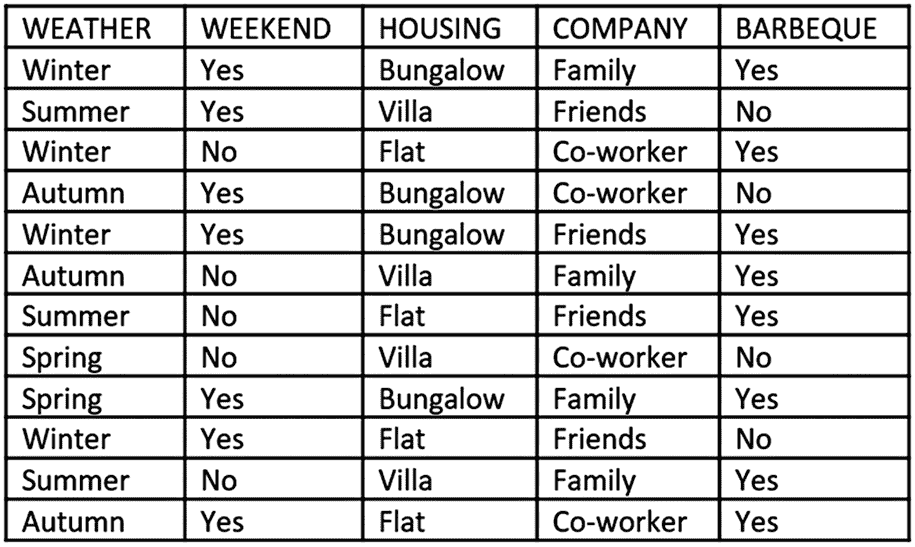 WEATHER WEEKEND HOUSING COMPANY BARBEQUE
Winter Yes Bungalow Family Yes
Summer Yes Villa Friends No
Winter No Flat Co-worker Yes
Autumn Yes Bungalow Co-worker No
Winter Yes Bungalow Friends Yes
Autumn No Villa Family Yes
Summer No Flat Friends Yes
Spring No Villa Co-worker No
Spring Yes Bungalow Family Yes
Winter Yes Flat Friends No
Summer No Villa Family Yes
Autumn Yes Flat Co-worker Yes